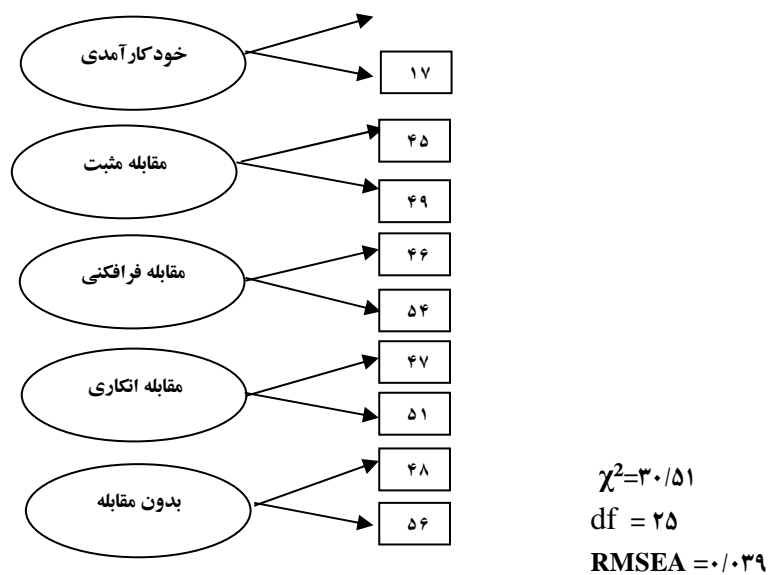 خودکارآمدی
۱۷
مقابله مثبت
۴۵
۴۹
مقابله فرافکنی
۴۶
۵۴
مقابله انکاری
۴۷
۵۱
بدون مقابله
۴۸
۵۶
χ²=۳۰/۵۱
df = ۲۵
RMSEA =۰/۰۳۹